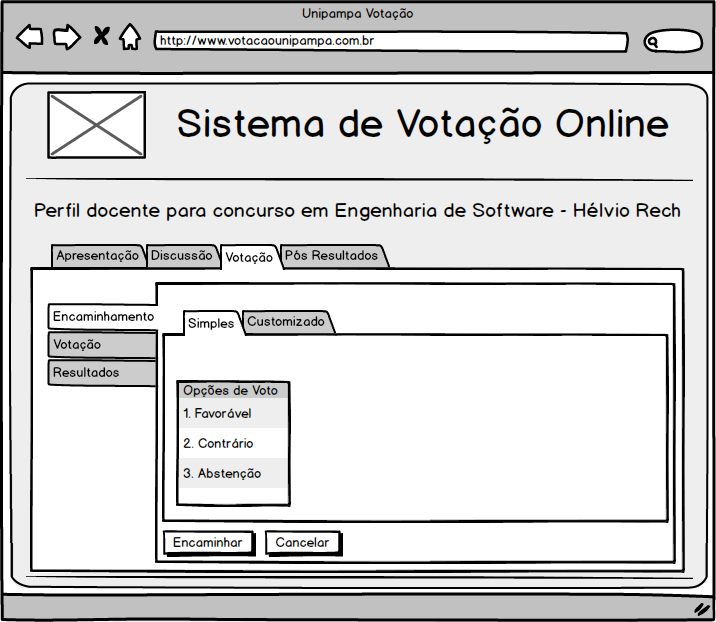 Unipampa Votação
http://www.votacaounipampa.com.br
Sistema de Votação Online
Perfil docente para concurso em Engenharia de Software - Hélvio Rech
Apresentação Discussão Votação Pós Resultados
Encaminhamento
Votação
Resultados
Simples Customizado
Opções de Voto
1. Favorável
2. Contrário
3. Abstenção
Encaminhar Cancelar